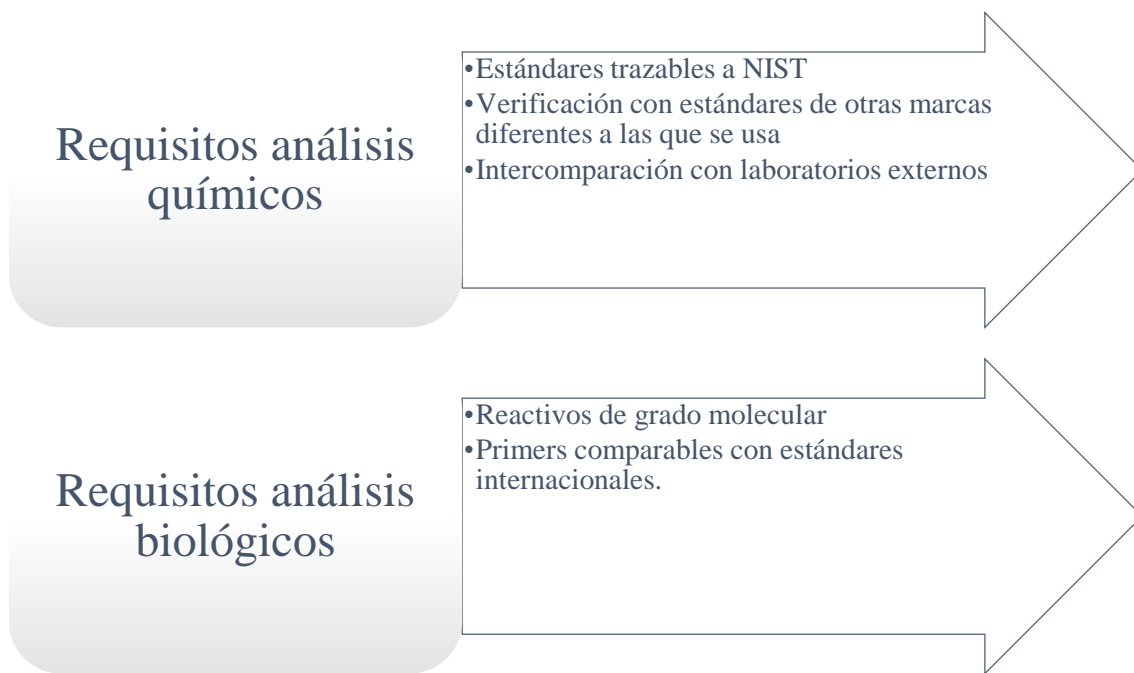 Requisitos análisis
químicos
•Estándares trazables a NIST
•Verificación con estándares de otras marcas
diferentes a las que se usa
•Intercomparación con laboratorios externos
Requisitos análisis
biológicos
•Reactivos de grado molecular
•Primers comparables con estándares
internacionales.